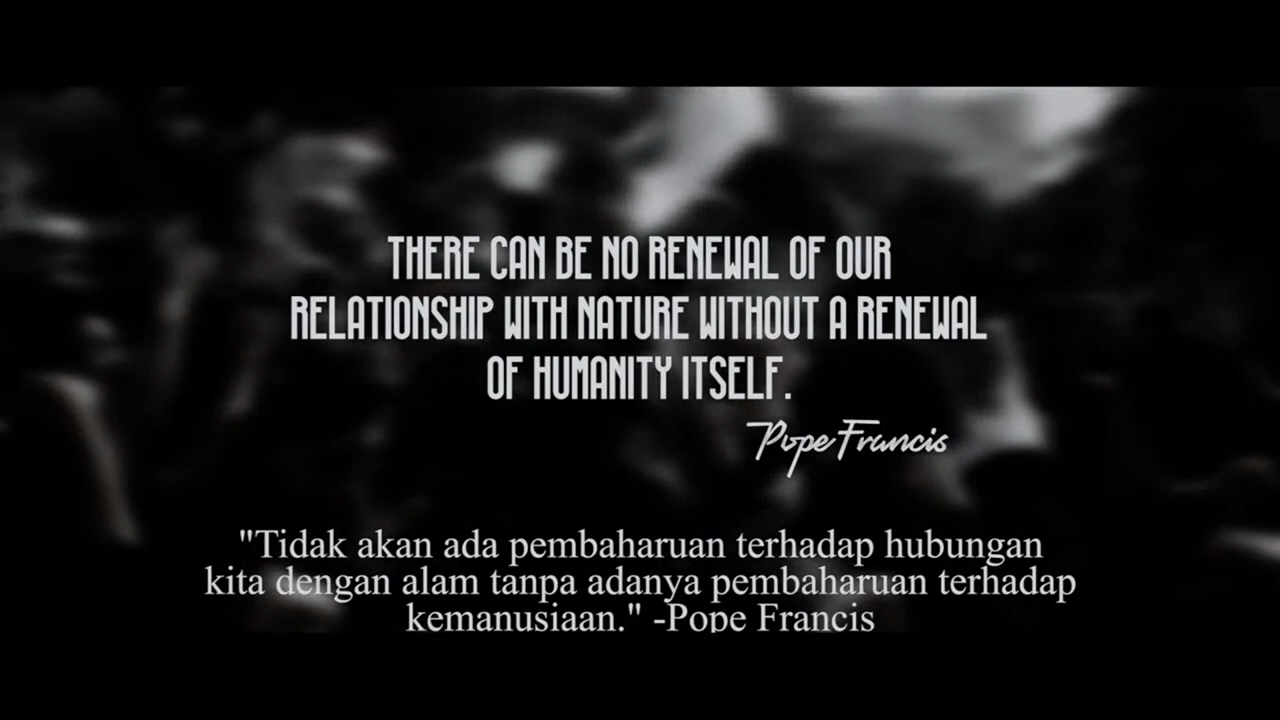 THERE CAN BE NO RENEWAL OF OUR
RELATIONSHIP WITH NATURE WITHOUT A RENEWAL
OF HUMANITY ITSELF.
Pope Francis
"Tidak akan ada pembaharuan terhadap hubungan
kita dengan alam tanpa adanya pembaharuan terhadap
kemanusiaan." -Pope Francis